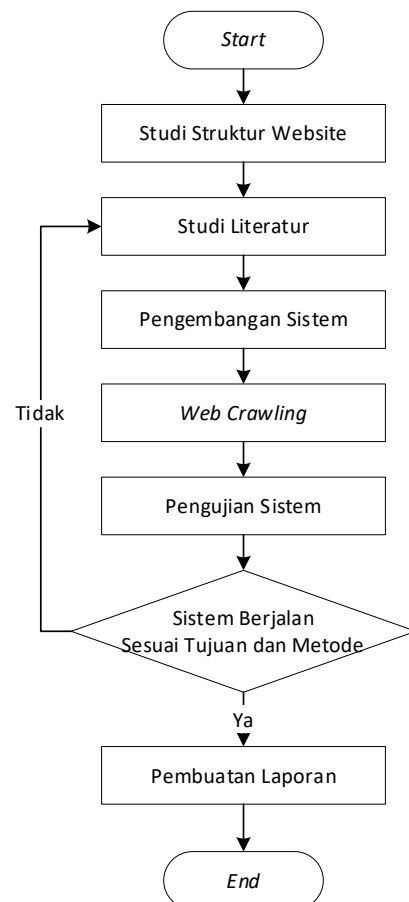 Start
Studi Struktur Website
Studi Literatur
Pengembangan Sistem
Tidak
Web Crawling
Pengujian Sistem
Sistem Berjalan
Sesuai Tujuan dan Metode
Ya
Pembuatan Laporan
End